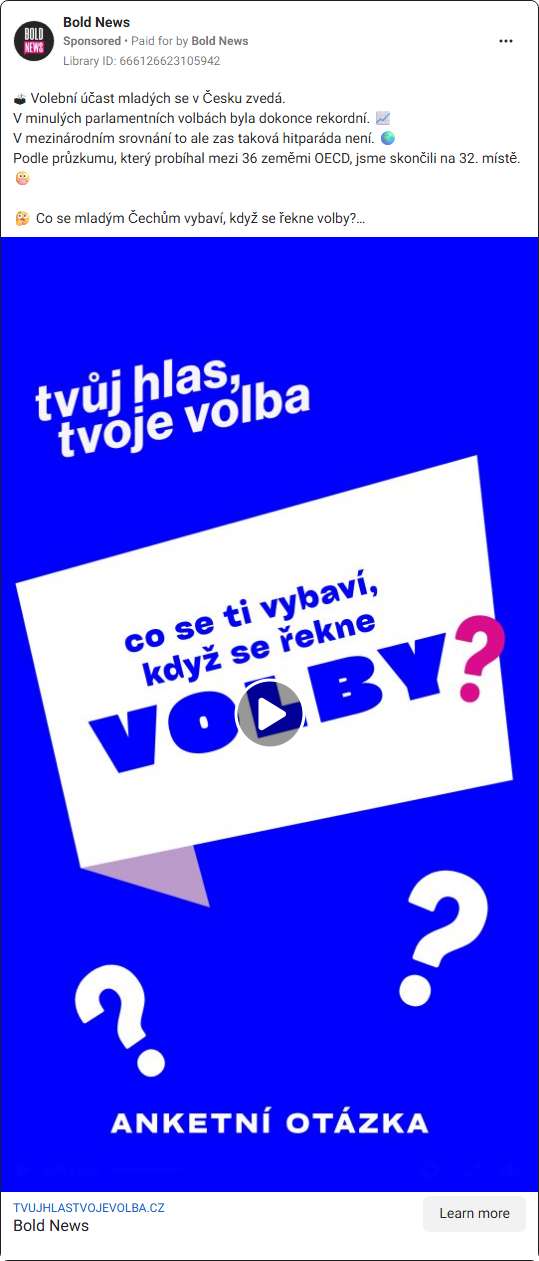 BOLD NEWS
Bold News
Sponsored • Paid for by Bold News
Library ID: 666126623105942
🗳 Volební účast mladých se v Česku zvedá.
V minulých parlamentních volbách byla dokonce rekordní. 📈
V mezinárodním srovnání to ale zas taková hitparáda není. 🌍
Podle průzkumu, který probíhal mezi 36 zeměmi OECD, jsme skončili na 32. místě.
🤔 Co se mladým Čechům vybaví, když se řekne volby?...
tvůj hlas,
tvoje volba
co se ti vybaví,
když se řekne
VOLBY?
ANKETNÍ OTÁZKA
TVUJHLASTVOJEVOLBA.CZ
Bold News
Learn more